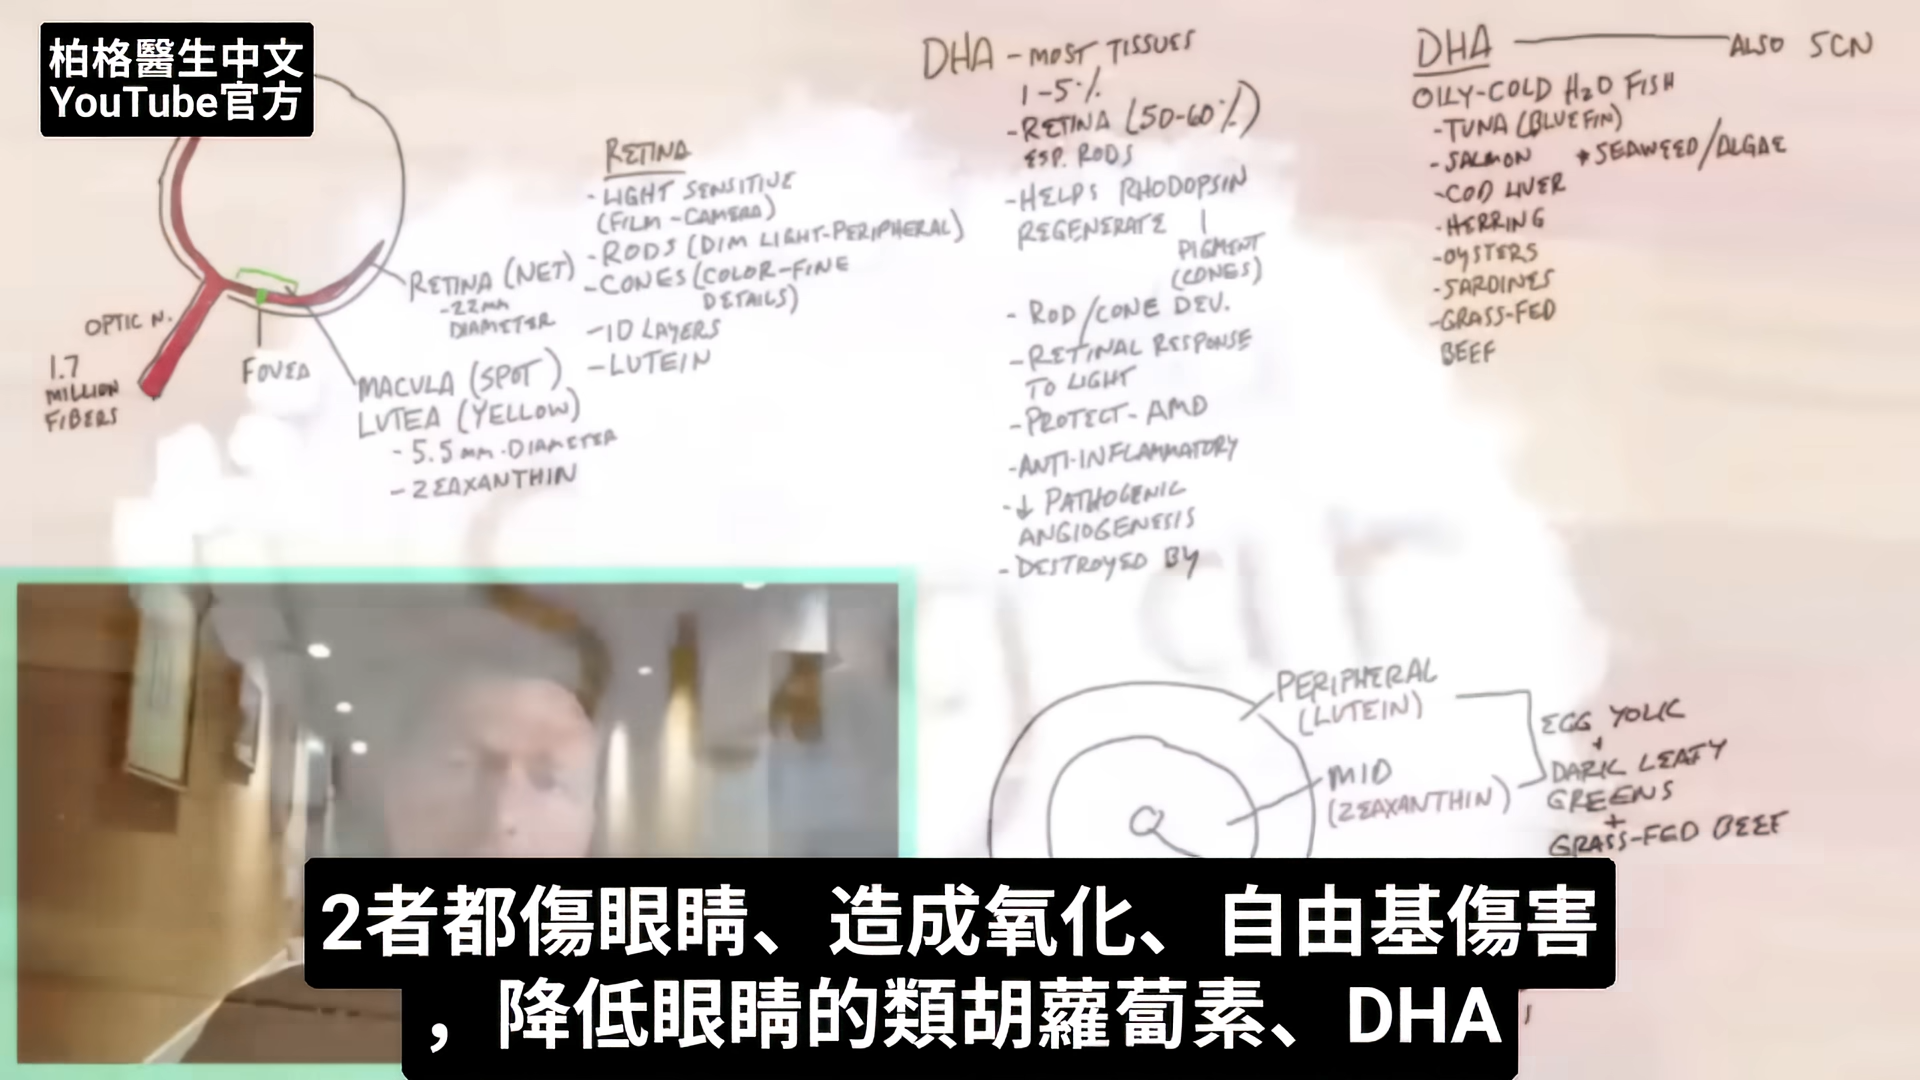 柏格醫生中文
YouTube官方
OPTIC N.
1.7
MILLION
FIBERS
FOVEA
RETINA (NET)
-22mm
DIAMETER
MACULA (SPOT)
LUTEA (YELLOW)
- 5.5mm-DIAMETER
- ZEAXANTHIN
RETINA
- LIGHT SENSITIVE
(FILM-CAMERA)
- RODS (DIM LIGHT-PERIPHERAL)
- CONES (COLOR-FINE
DETAILS)
- 10 LAYERS
- LUTEIN
DHA - MOST TISSUES
1-5%
- RETINA (50-60%)
ESP. RODS
- HELPS RHODOPSIN
REGENERATE
PIGMENT
(CONES)
- ROD/CONE DEV.
- RETINAL RESPONSE
TO LIGHT
- PROTECT - AMD
- ANTI-INFLAMMATORY
- ↓ PATHOGENIC
ANGIOGENESIS
- DESTROYED BY
DHA ALSO SCN
OILY-COLD H2O FISH
- TUNA (BLUEFIN)
- SALMON * SEAWEED/ALGAE
- COD LIVER
- HERRING
- OYSTERS
- SARDINES
- GRASS-FED
BEEF
PERIPHERAL
(LUTEIN)
MID
(ZEAXANTHIN)
EGG YOLK
+
DARK LEAFY
GREENS
+
GRASS-FED BEEF
2者都傷眼睛、造成氧化、自由基傷害
，降低眼睛的類胡蘿蔔素、DHA